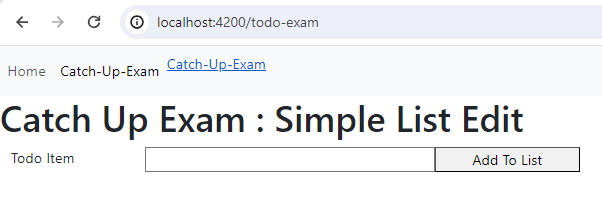 localhost:4200/todo-exam
Home Catch-Up-Exam Catch-Up-Exam
Catch Up Exam : Simple List Edit
Todo Item Add To List